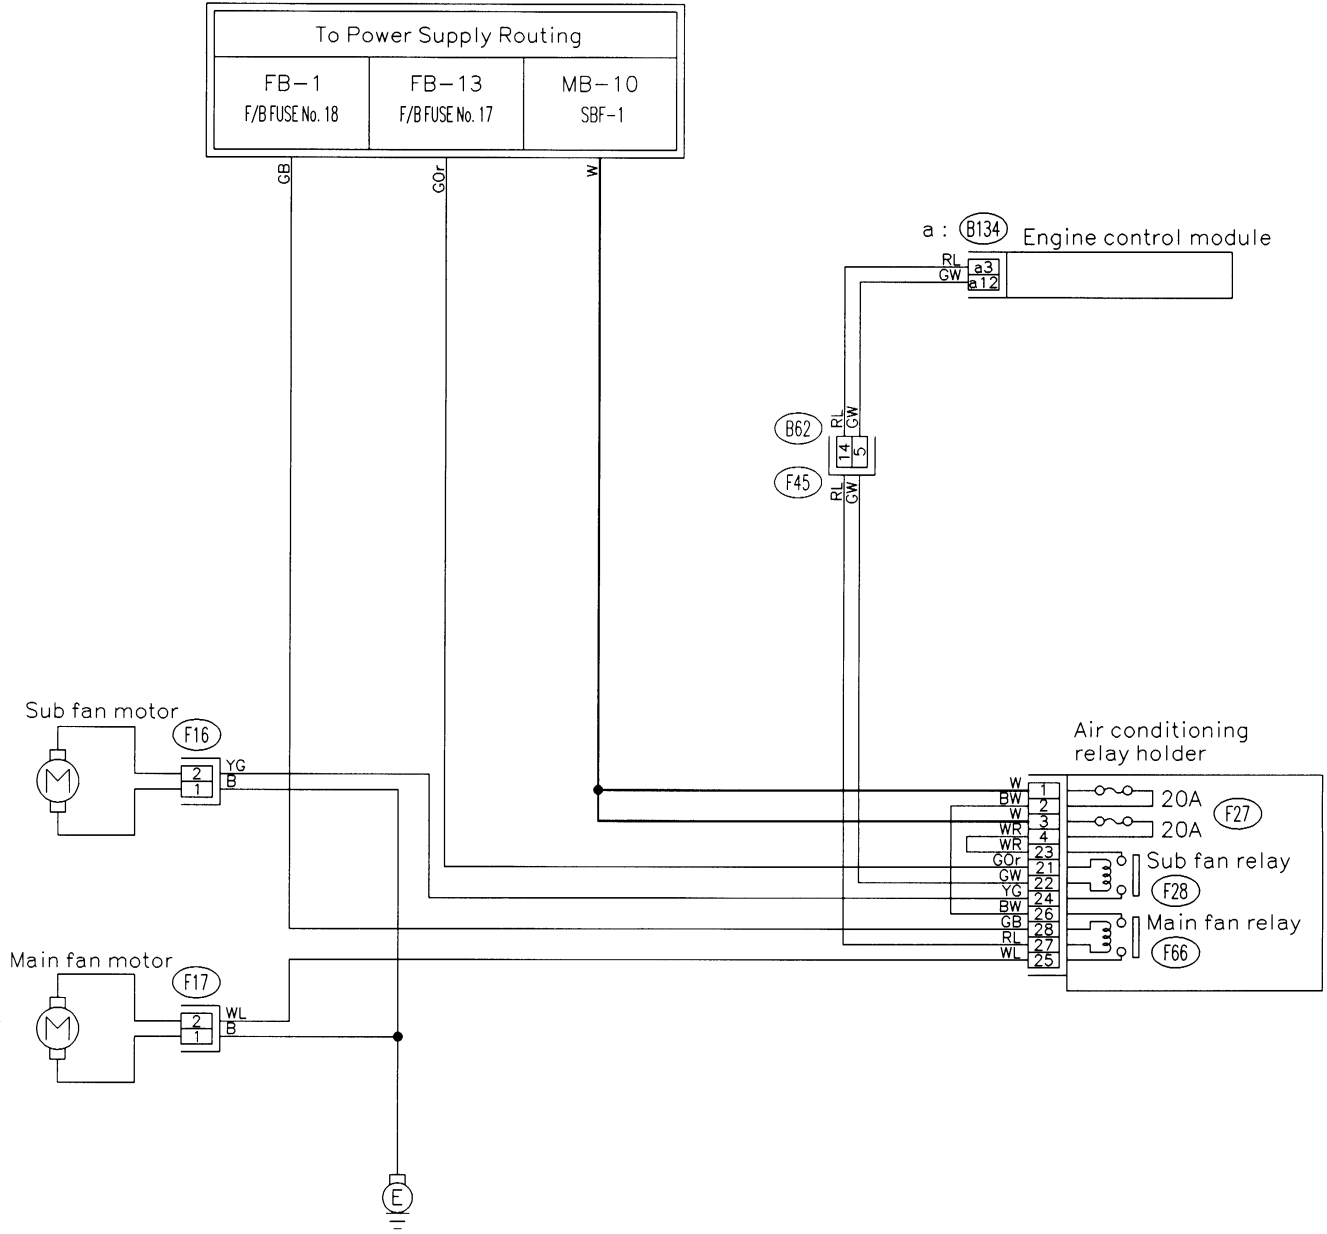 To Power Supply Routing
FB-1
F/B FUSE No. 18
FB-13
F/B FUSE No. 17
MB-10
SBF-1
GB
GOr
W
a : B134
Engine control module
RL
GW
a3
a12
RL
GW
B62
14
5
F45
RL
GW
Sub fan motor
F16
M
2
1
YG
B
Air conditioning
relay holder
W
1
BW
2
20A
F27
W
3
WR
4
20A
WR
23
GOr
21
Sub fan relay
GW
22
F28
YG
24
BW
26
GB
28
Main fan relay
RL
27
F66
WL
25
Main fan motor
F17
M
2
1
WL
B
E